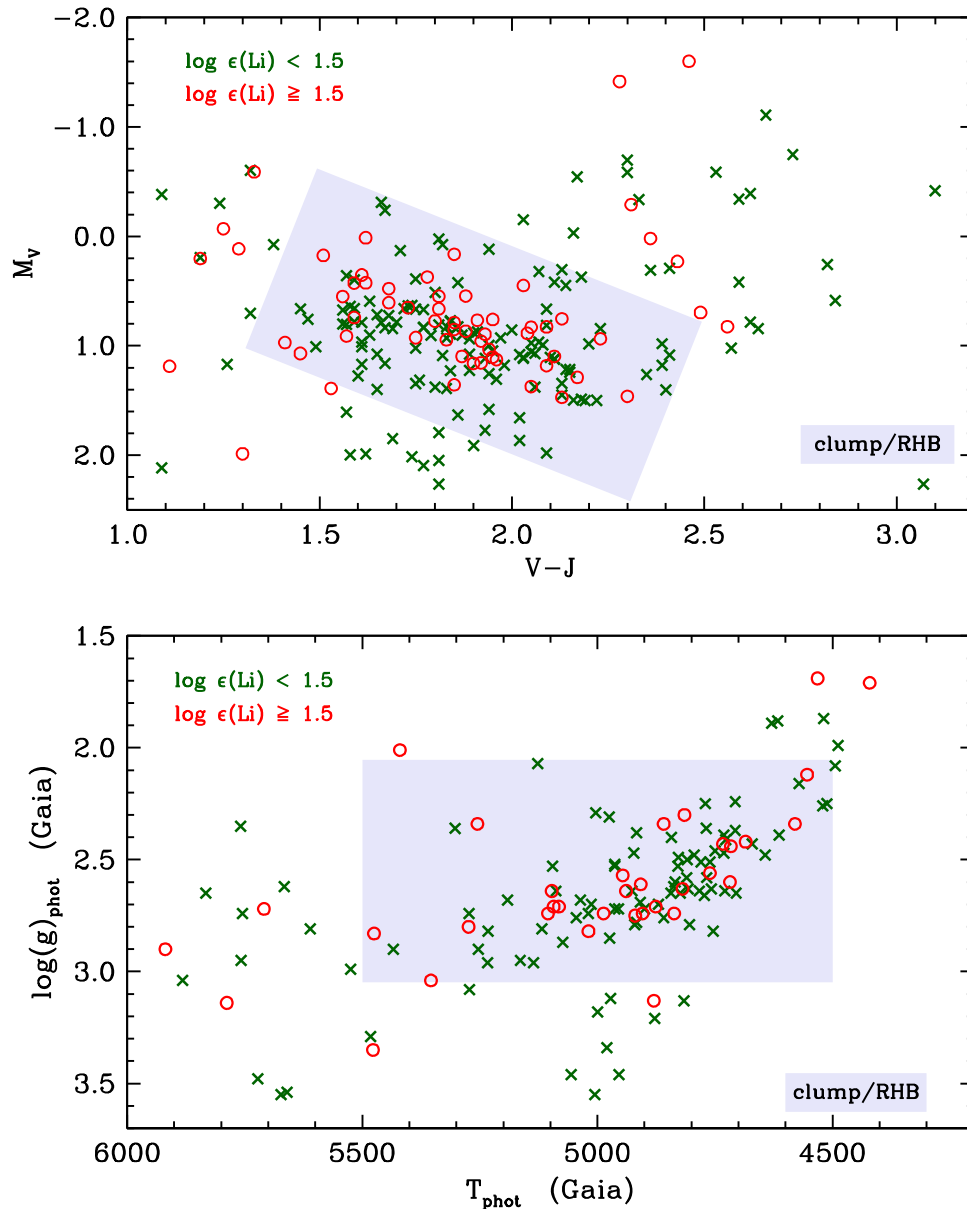 −2.0
−1.0
0.0
1.0
2.0
M_V
log ε(Li) < 1.5
log ε(Li) ≧ 1.5
clump/RHB
1.0 1.5 2.0 2.5 3.0
V−J
1.5
2.0
2.5
3.0
3.5
log(g)_phot (Gaia)
log ε(Li) < 1.5
log ε(Li) ≧ 1.5
clump/RHB
6000 5500 5000 4500
T_phot (Gaia)